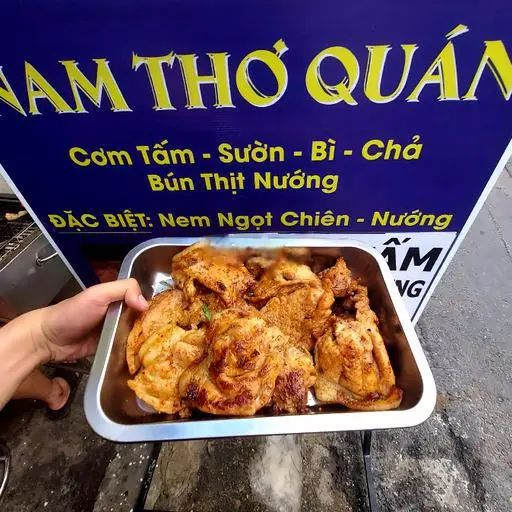 NAM THƠ QUÁN
Cơm Tấm - Sườn - Bì - Chả
Bún Thịt Nướng
ĐẶC BIỆT: Nem Ngọt Chiên - Nướng